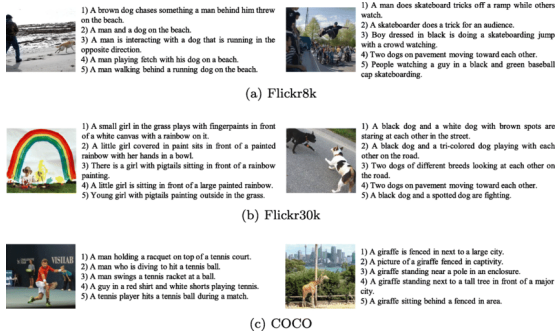 1) A brown dog chases something a man behind him threw
on the beach.
2) A man and a dog on the beach.
3) A man is interacting with a dog that is running in the
opposite direction.
4) A man playing fetch with his dog on a beach.
5) A man walking behind a running dog on the beach.
1) A man does skateboard tricks off a ramp while others
watch.
2) A skateboarder does a trick for an audience.
3) Boy dressed in black is doing a skateboarding jump
with a crowd watching.
4) Two dogs on pavement moving toward each other.
5) People watching a guy in a black and green baseball
cap skateboarding.
(a) Flickr8k
1) A small girl in the grass plays with fingerpaints in front
of a white canvas with a rainbow on it.
2) A little girl covered in paint sits in front of a painted
rainbow with her hands in a bowl.
3) There is a girl with pigtails sitting in front of a rainbow
painting.
4) A little girl is sitting in front of a large painted rainbow.
5) Young girl with pigtails painting outside in the grass.
1) A black dog and a white dog with brown spots are
staring at each other in the street.
2) A black dog and a tri-colored dog playing with each
other on the road.
3) Two dogs of different breeds looking at each other on
the road.
4) Two dogs on pavement moving toward each other.
5) A black dog and a spotted dog are fighting.
(b) Flickr30k
1) A man holding a racquet on top of a tennis court.
2) A man who is diving to hit a tennis ball.
3) A man swings a tennis racket at a ball.
4) A guy in a red shirt and white shorts playing tennis.
5) A tennis player hits a tennis ball during a match.
1) A giraffe is fenced in next to a large city.
2) A picture of a giraffe fenced in captivity.
3) A giraffe standing near a pole in an enclosure.
4) A giraffe standing next to a tall tree in front of a major
city.
5) A giraffe sitting behind a fenced in area.
(c) COCO